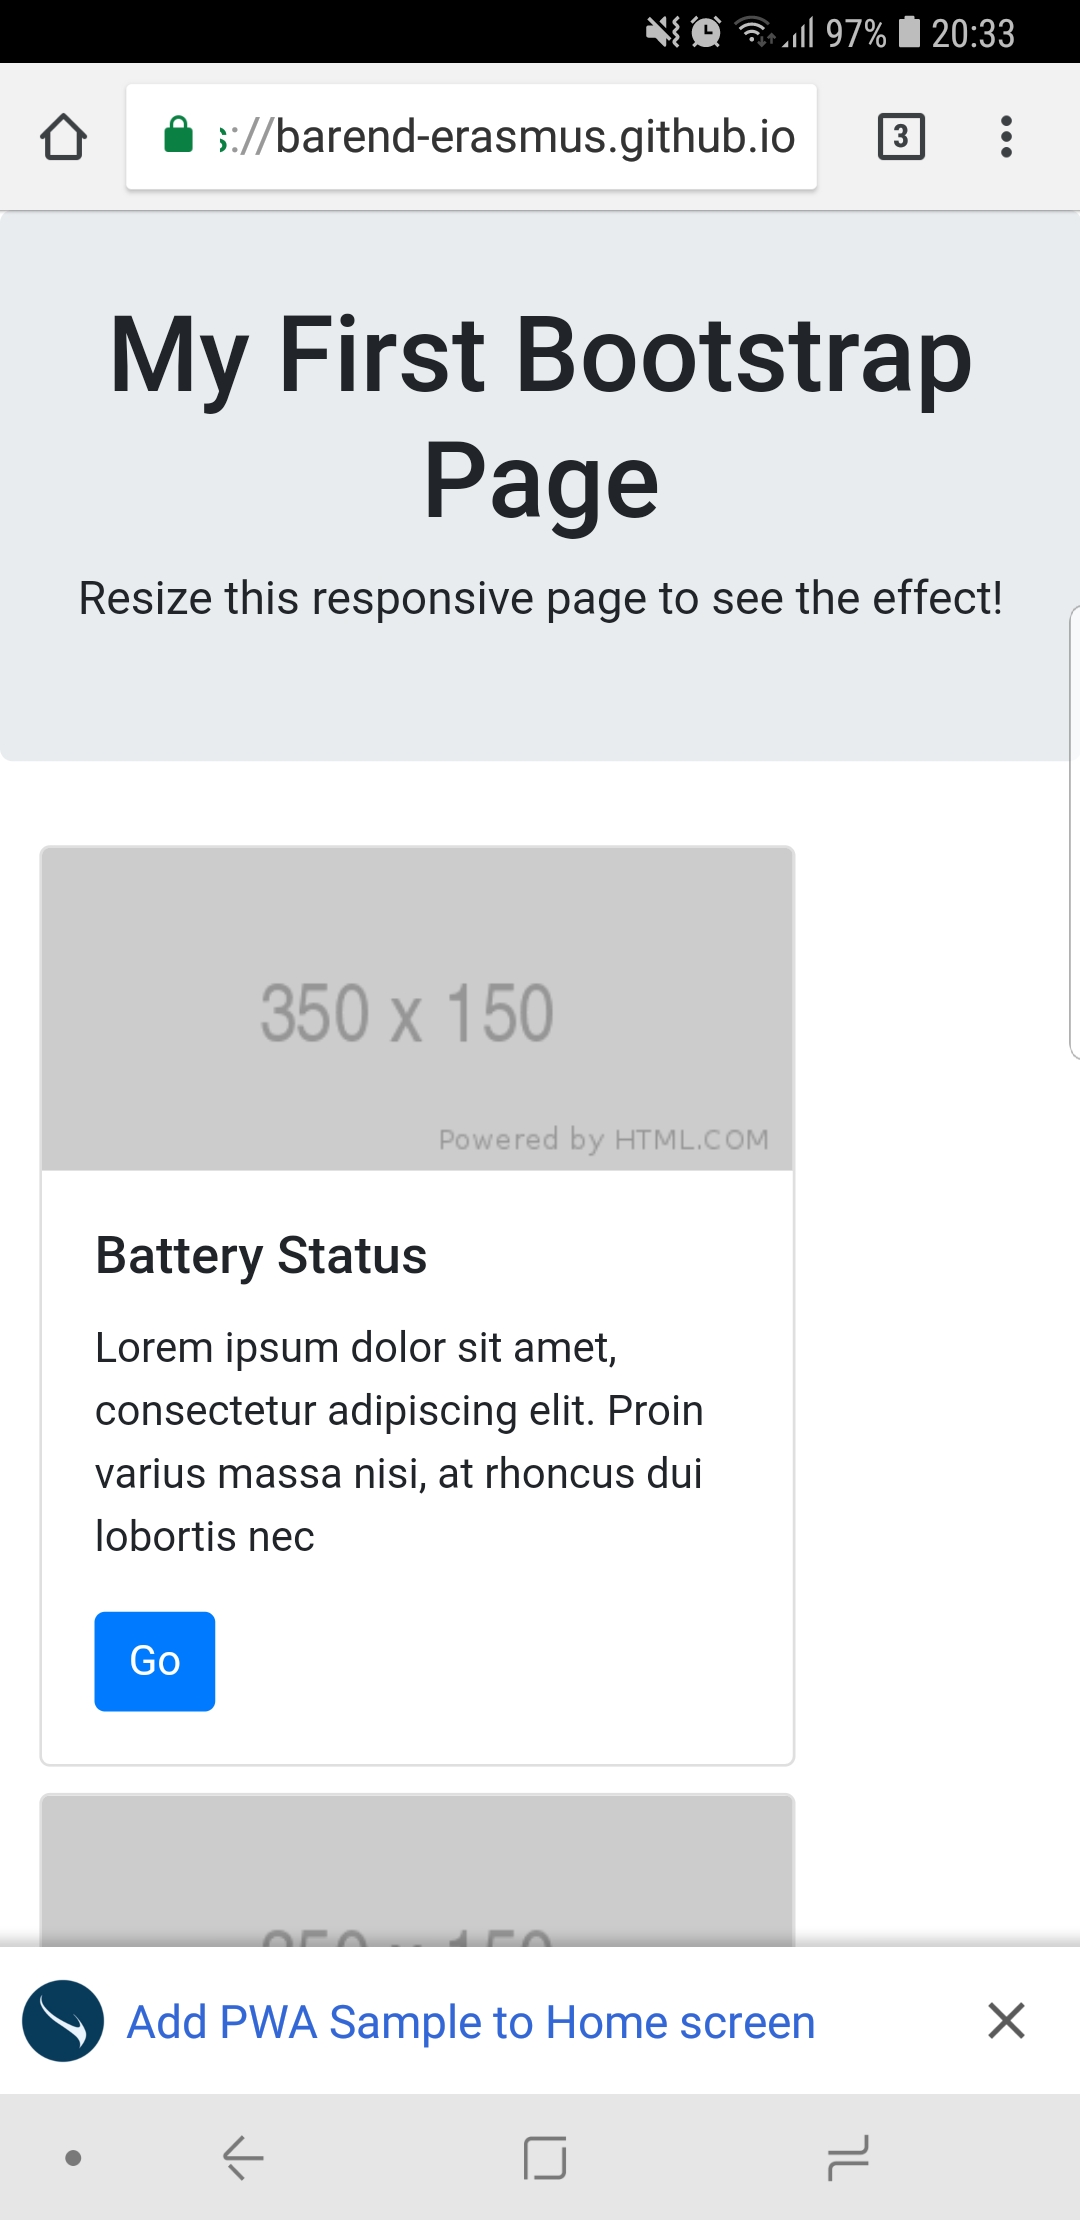 97% 20:33
s://barend-erasmus.github.io
3
My First Bootstrap
Page
Resize this responsive page to see the effect!
350 x 150
Powered by HTML.COM
Battery Status
Lorem ipsum dolor sit amet,
consectetur adipiscing elit. Proin
varius massa nisi, at rhoncus dui
lobortis nec
Go
350 x 150
Add PWA Sample to Home screen